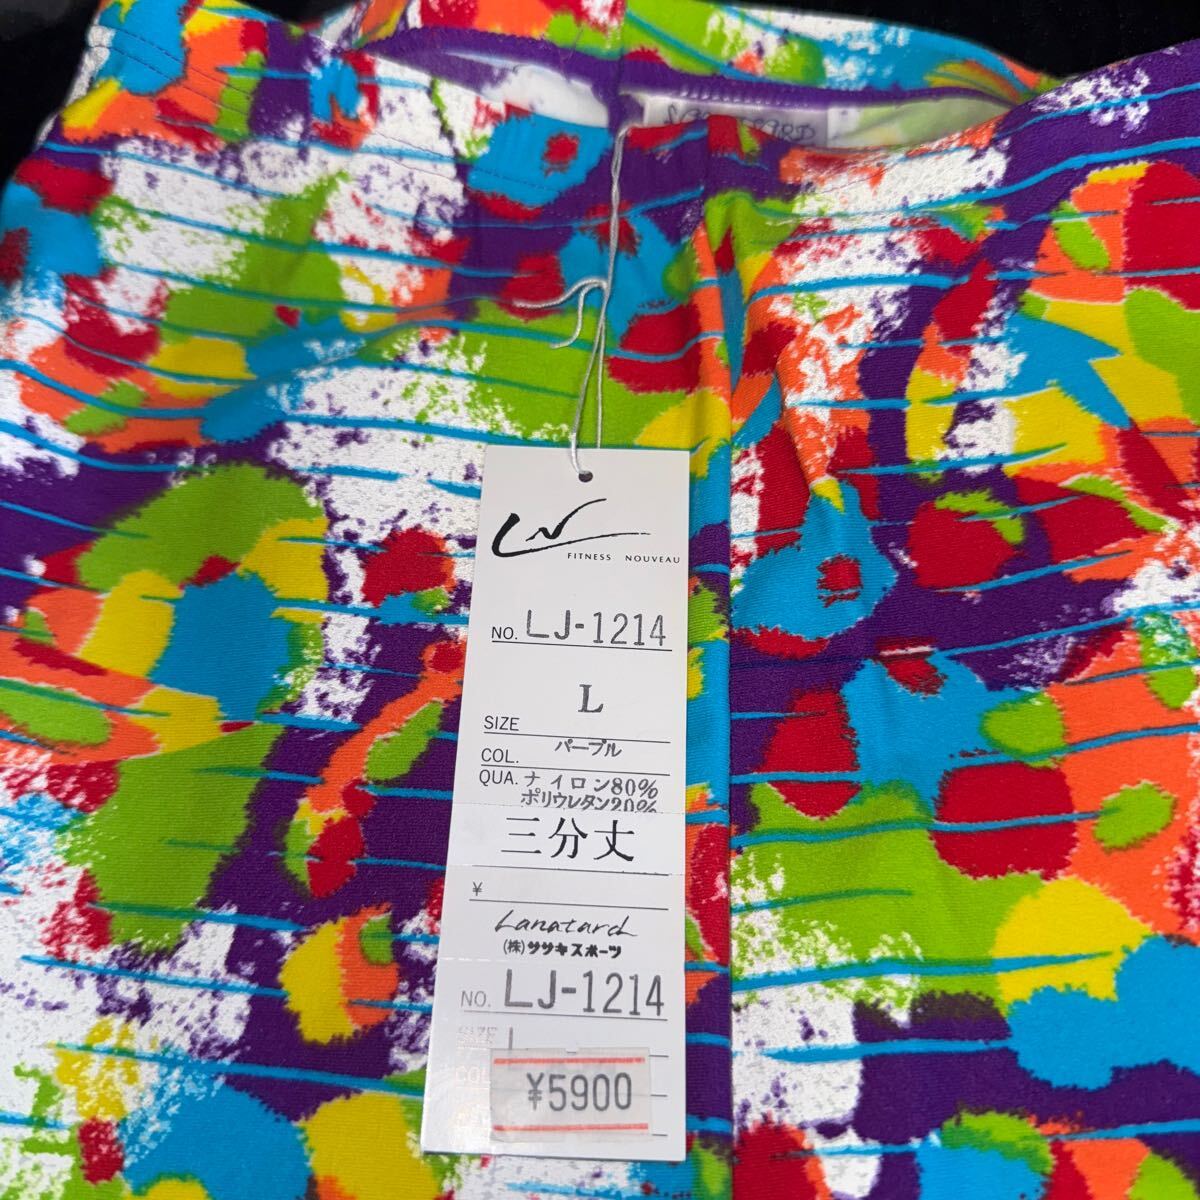 LN
FITNESS NOUVEAU
NO. LJ-1214
SIZE L
COL. パープル
QUA. ナイロン80%
ポリウレタン20%
三分丈
¥
Lanatard
(株)ササキスポーツ
NO. LJ-1214
SIZE L
COL
¥5900